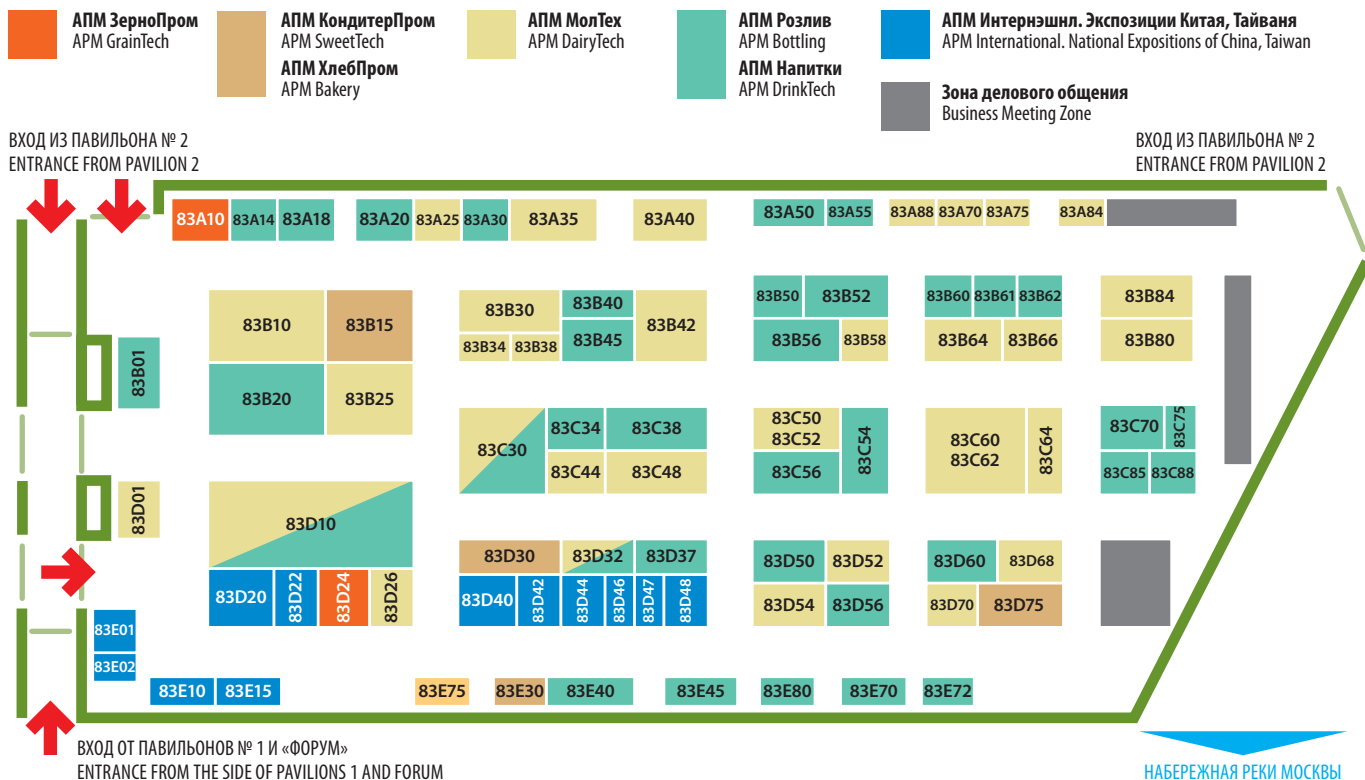 АПМ ЗерноПром
APM GrainTech
АПМ КондитерПром
APM SweetTech
АПМ ХлебПром
APM Bakery
АПМ МолТех
APM DairyTech
АПМ Розлив
APM Bottling
АПМ Напитки
APM DrinkTech
АПМ Интернэшнл. Экспозиции Китая, Тайваня
APM International. National Expositions of China, Taiwan
Зона делового общения
Business Meeting Zone
ВХОД ИЗ ПАВИЛЬОНА № 2
ENTRANCE FROM PAVILION 2
ВХОД ИЗ ПАВИЛЬОНА № 2
ENTRANCE FROM PAVILION 2
83A10 83A14 83A18 83A20 83A25 83A30 83A35 83A40 83A50 83A55 83A88 83A70 83A75 83A84
83B10 83B15 83B30 83B40 83B42 83B50 83B52 83B60 83B61 83B62 83B84
83B34 83B38 83B45 83B56 83B58 83B64 83B66 83B80
83B01
83B20 83B25
83C30 83C34 83C38 83C50 83C54 83C60 83C64 83C70 83C75
83C52 83C62
83C44 83C48 83C56 83C85 83C88
83D01
83D10
83D30 83D32 83D37 83D50 83D52 83D60 83D68
83D20 83D22 83D24 83D26 83D40 83D42 83D44 83D46 83D47 83D48 83D54 83D56 83D70 83D75
83E01
83E02
83E10 83E15 83E75 83E30 83E40 83E45 83E80 83E70 83E72
ВХОД ОТ ПАВИЛЬОНОВ № 1 И «ФОРУМ»
ENTRANCE FROM THE SIDE OF PAVILIONS 1 AND FORUM
НАБЕРЕЖНАЯ РЕКИ МОСКВЫ